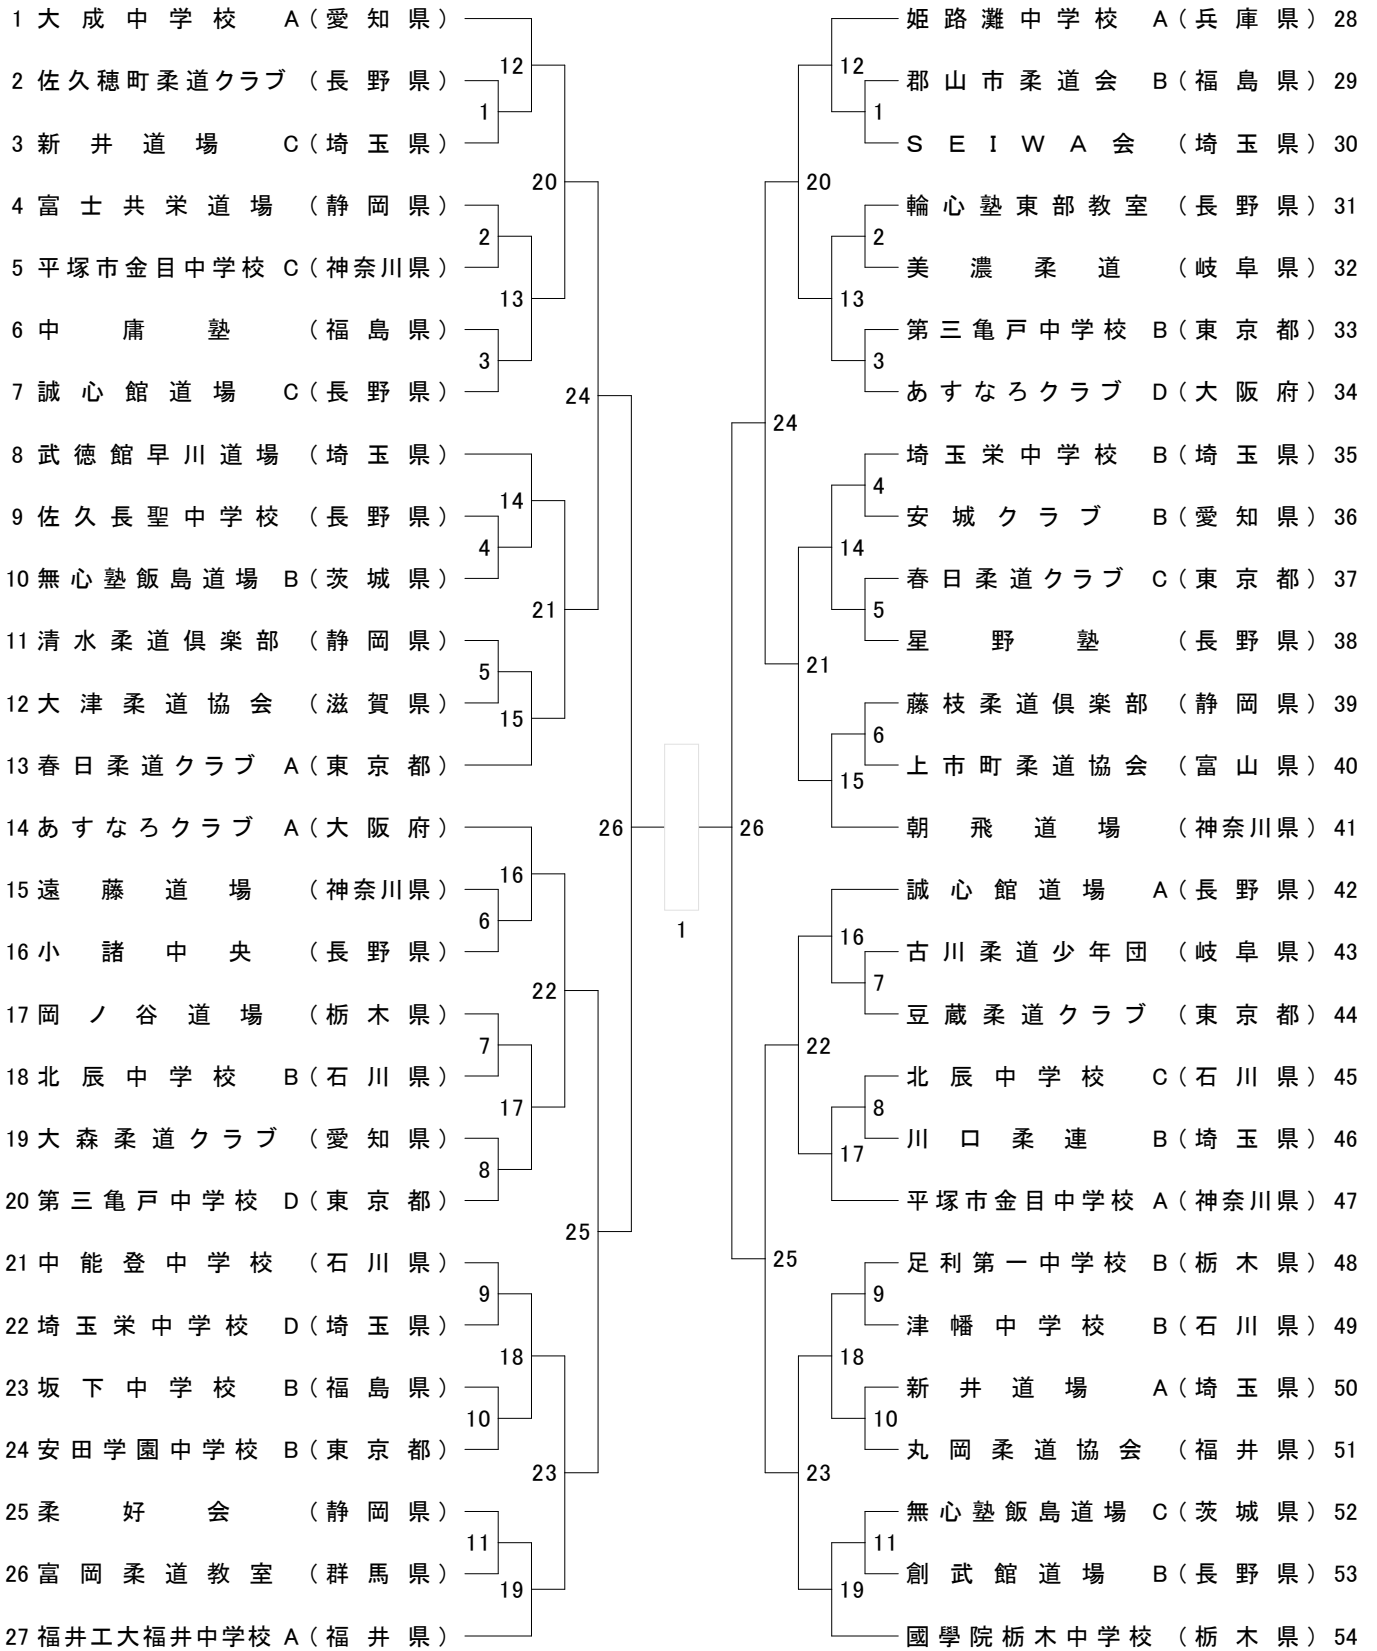 1 大成中学校 A(愛知県)
2 佐久穂町柔道クラブ (長野県)
3 新井道場 C(埼玉県)
4 富士共栄道場 (静岡県)
5 平塚市金目中学校 C(神奈川県)
6 中庸塾 (福島県)
7 誠心館道場 C(長野県)
8 武徳館早川道場 (埼玉県)
9 佐久長聖中学校 (長野県)
10 無心塾飯島道場 B(茨城県)
11 清水柔道倶楽部 (静岡県)
12 大津柔道協会 (滋賀県)
13 春日柔道クラブ A(東京都)
14 あすなろクラブ A(大阪府)
15 遠藤道場 (神奈川県)
16 小諸中央 (長野県)
17 岡ノ谷道場 (栃木県)
18 北辰中学校 B(石川県)
19 大森柔道クラブ (愛知県)
20 第三亀戸中学校 D(東京都)
21 中能登中学校 (石川県)
22 埼玉栄中学校 D(埼玉県)
23 坂下中学校 B(福島県)
24 安田学園中学校 B(東京都)
25 柔好会 (静岡県)
26 富岡柔道教室 (群馬県)
27 福井工大福井中学校 A(福井県)
1
2
3
4
5
6
7
8
9
10
11
12
13
14
15
16
17
18
19
20
21
22
23
24
25
26
1
26
24
25
20
21
22
23
12
13
14
15
16
17
18
19
1
2
3
4
5
6
7
8
9
10
11
姫路灘中学校 A(兵庫県) 28
郡山市柔道会 B(福島県) 29
SEIWA会 (埼玉県) 30
輪心塾東部教室 (長野県) 31
美濃柔道 (岐阜県) 32
第三亀戸中学校 B(東京都) 33
あすなろクラブ D(大阪府) 34
埼玉栄中学校 B(埼玉県) 35
安城クラブ B(愛知県) 36
春日柔道クラブ C(東京都) 37
星野塾 (長野県) 38
藤枝柔道倶楽部 (静岡県) 39
上市町柔道協会 (富山県) 40
朝飛道場 (神奈川県) 41
誠心館道場 A(長野県) 42
古川柔道少年団 (岐阜県) 43
豆蔵柔道クラブ (東京都) 44
北辰中学校 C(石川県) 45
川口柔連 B(埼玉県) 46
平塚市金目中学校 A(神奈川県) 47
足利第一中学校 B(栃木県) 48
津幡中学校 B(石川県) 49
新井道場 A(埼玉県) 50
丸岡柔道協会 (福井県) 51
無心塾飯島道場 C(茨城県) 52
創武館道場 B(長野県) 53
國學院栃木中学校 (栃木県) 54